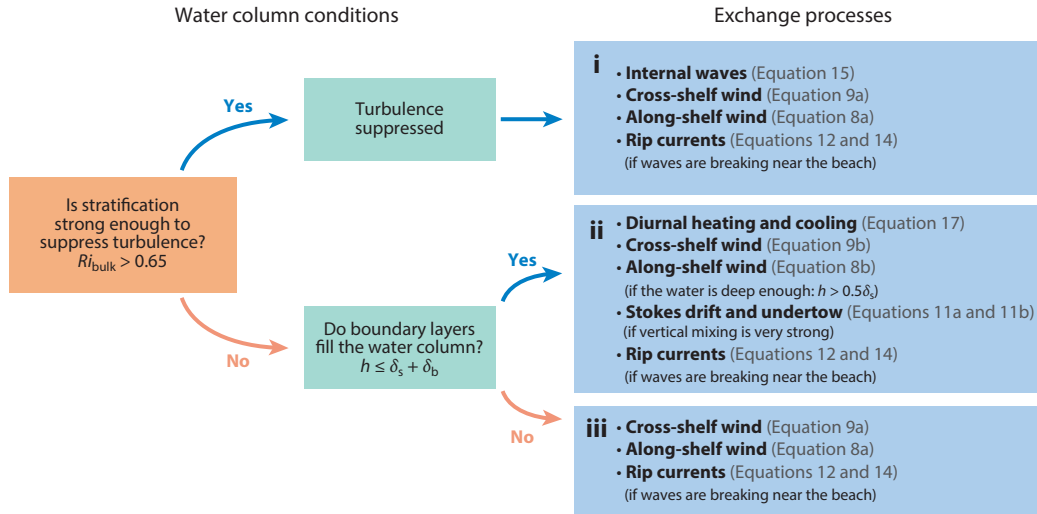 Water column conditions
Exchange processes
Is stratification
strong enough to
suppress turbulence?
Ri_bulk > 0.65
Yes
Turbulence
suppressed
No
Do boundary layers
fill the water column?
h ≤ δ_s + δ_b
Yes
No
i
• Internal waves (Equation 15)
• Cross-shelf wind (Equation 9a)
• Along-shelf wind (Equation 8a)
• Rip currents (Equations 12 and 14)
(if waves are breaking near the beach)
ii
• Diurnal heating and cooling (Equation 17)
• Cross-shelf wind (Equation 9b)
• Along-shelf wind (Equation 8b)
(if the water is deep enough: h > 0.5δ_s)
• Stokes drift and undertow (Equations 11a and 11b)
(if vertical mixing is very strong)
• Rip currents (Equations 12 and 14)
(if waves are breaking near the beach)
iii
• Cross-shelf wind (Equation 9a)
• Along-shelf wind (Equation 8a)
• Rip currents (Equations 12 and 14)
(if waves are breaking near the beach)